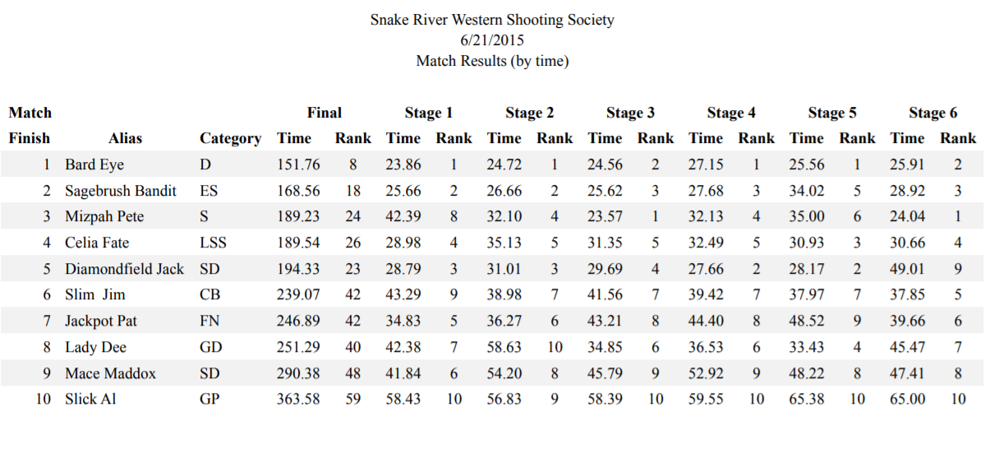 Snake River Western Shooting Society
6/21/2015
Match Results (by time)
Match Final Stage 1 Stage 2 Stage 3 Stage 4 Stage 5 Stage 6
Finish Alias Category Time Rank Time Rank Time Rank Time Rank Time Rank Time Rank Time Rank
1 Bard Eye D 151.76 8 23.86 1 24.72 1 24.56 2 27.15 1 25.56 1 25.91 2
2 Sagebrush Bandit ES 168.56 18 25.66 2 26.66 2 25.62 3 27.68 3 34.02 5 28.92 3
3 Mizpah Pete S 189.23 24 42.39 8 32.10 4 23.57 1 32.13 4 35.00 6 24.04 1
4 Celia Fate LSS 189.54 26 28.98 4 35.13 5 31.35 5 32.49 5 30.93 3 30.66 4
5 Diamondfield Jack SD 194.33 23 28.79 3 31.01 3 29.69 4 27.66 2 28.17 2 49.01 9
6 Slim  Jim CB 239.07 42 43.29 9 38.98 7 41.56 7 39.42 7 37.97 7 37.85 5
7 Jackpot Pat FN 246.89 42 34.83 5 36.27 6 43.21 8 44.40 8 48.52 9 39.66 6
8 Lady Dee GD 251.29 40 42.38 7 58.63 10 34.85 6 36.53 6 33.43 4 45.47 7
9 Mace Maddox SD 290.38 48 41.84 6 54.20 8 45.79 9 52.92 9 48.22 8 47.41 8
10 Slick Al GP 363.58 59 58.43 10 56.83 9 58.39 10 59.55 10 65.38 10 65.00 10